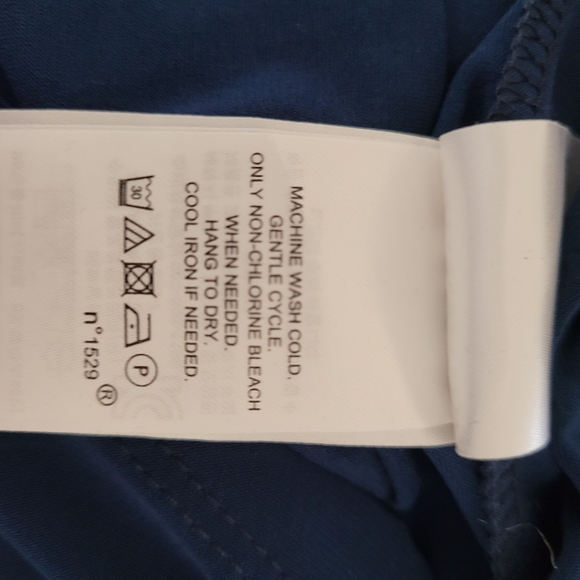 MACHINE WASH COLD,
GENTLE CYCLE.
ONLY NON-CHLORINE BLEACH
WHEN NEEDED.
HANG TO DRY.
COOL IRON IF NEEDED.
30
P
n°1529 ®